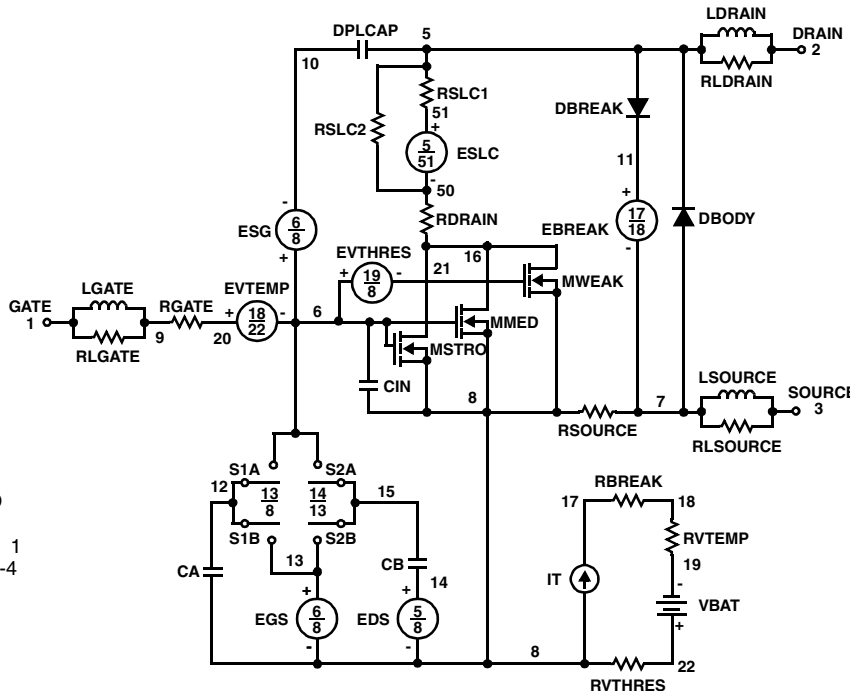 LDRAIN
DPLCAP
5
DRAIN
2
10
RLDRAIN
RSLC1
51
RSLC2
+
5
51
ESLC
-
50
DBREAK
11
+
17
18
EBREAK
-
DBODY
-
6
8
ESG
+
RDRAIN
16
21
EVTHRES
+
19
8
-
MWEAK
LGATE
GATE
1
RLGATE
9
RGATE
20
EVTEMP
+
18
22
-
6
MMED
MSTRO
CIN
8
RSOURCE
7
LSOURCE
SOURCE
3
RLSOURCE
S1A
S2A
12
13
8
14
13
15
S1B
S2B
13
CA
CB
14
+
EGS
6
8
-
+
EDS
5
8
-
8
RBREAK
17
18
RVTEMP
19
IT
-
VBAT
+
22
RVTHRES
1
-4